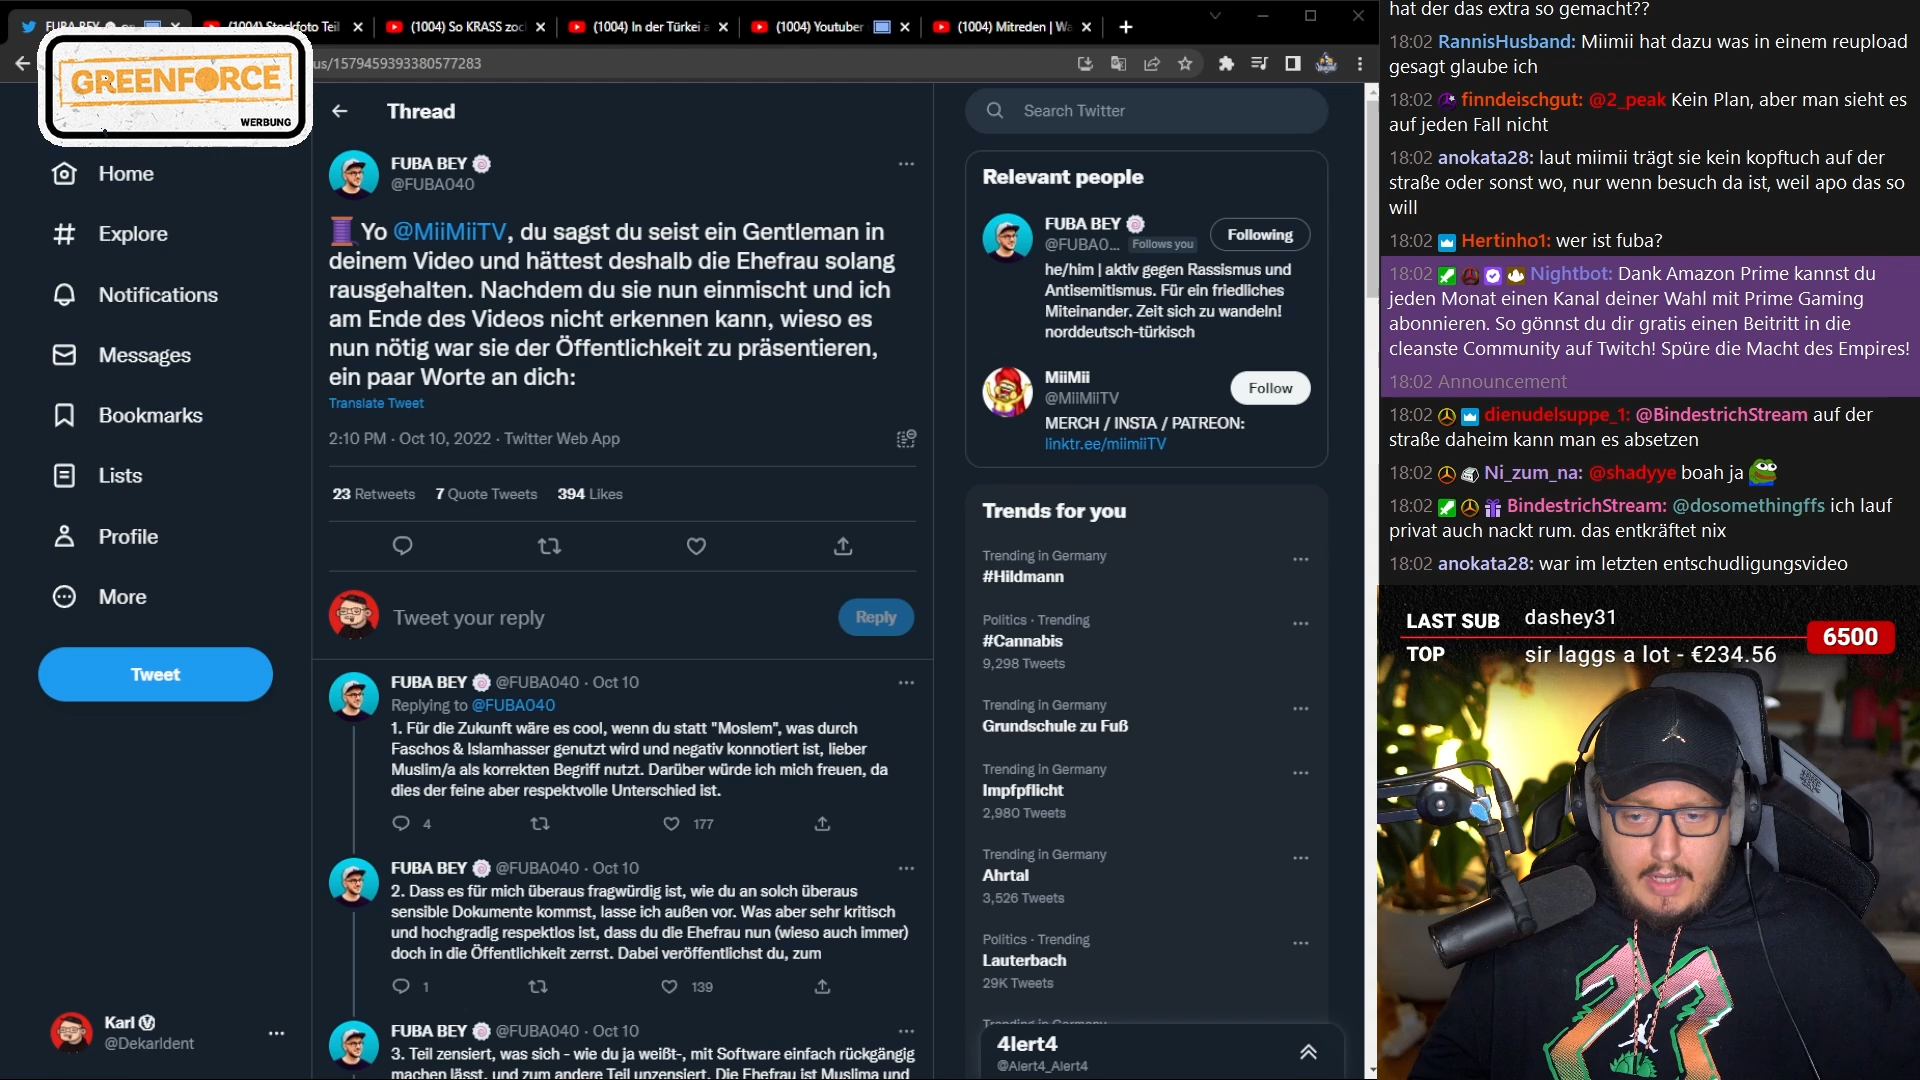 FUBA BEY
(1004) Stockfoto Teil
(1004) So KRASS zoc
(1004) In der Türkei a
(1004) Youtuber
(1004) Mitreden | Wa
us/1579459393380577283
GREENFORCE
WERBUNG
Home
Explore
Notifications
Messages
Bookmarks
Lists
Profile
More
Tweet
Karl
@Dekarldent
Thread
FUBA BEY
@FUBA040
Yo @MiiMiiTV, du sagst du seist ein Gentleman in
deinem Video und hättest deshalb die Ehefrau solang
rausgehalten. Nachdem du sie nun einmischt und ich
am Ende des Videos nicht erkennen kann, wieso es
nun nötig war sie der Öffentlichkeit zu präsentieren,
ein paar Worte an dich:
Translate Tweet
2:10 PM · Oct 10, 2022 · Twitter Web App
23 Retweets 7 Quote Tweets 394 Likes
Tweet your reply
Reply
FUBA BEY @FUBA040 · Oct 10
Replying to @FUBA040
1. Für die Zukunft wäre es cool, wenn du statt "Moslem", was durch
Faschos & Islamhasser genutzt wird und negativ konnotiert ist, lieber
Muslim/a als korrekten Begriff nutzt. Darüber würde ich mich freuen, da
dies der feine aber respektvolle Unterschied ist.
4 177
FUBA BEY @FUBA040 · Oct 10
2. Dass es für mich überaus fragwürdig ist, wie du an solch überaus
sensible Dokumente kommst, lasse ich außen vor. Was aber sehr kritisch
und hochgradig respektlos ist, dass du die Ehefrau nun (wieso auch immer)
doch in die Öffentlichkeit zerrst. Dabei veröffentlichst du, zum
1 139
FUBA BEY @FUBA040 · Oct 10
3. Teil zensiert, was sich - wie du ja weißt-, mit Software einfach rückgängig
machen lässt, und zum andere Teil unzensiert. Die Ehefrau ist Muslima und
Search Twitter
Relevant people
FUBA BEY
@FUBA0... Follows you
Following
he/him | aktiv gegen Rassismus und
Antisemitismus. Für ein friedliches
Miteinander. Zeit sich zu wandeln!
norddeutsch-türkisch
MiiMii
@MiiMiiTV
Follow
MERCH / INSTA / PATREON:
linktr.ee/miimiiTV
Trends for you
Trending in Germany
#Hildmann
Politics · Trending
#Cannabis
9,298 Tweets
Trending in Germany
Grundschule zu Fuß
Trending in Germany
Impfpflicht
2,980 Tweets
Trending in Germany
Ahrtal
3,526 Tweets
Politics · Trending
Lauterbach
29K Tweets
Trending in Germany
4lert4
@Alert4_Alert4
hat der das extra so gemacht??
18:02 RannisHusband: Miimii hat dazu was in einem reupload
gesagt glaube ich
18:02 finndeischgut: @2_peak Kein Plan, aber man sieht es
auf jeden Fall nicht
18:02 anokata28: laut miimii trägt sie kein kopftuch auf der
straße oder sonst wo, nur wenn besuch da ist, weil apo das so
will
18:02 Hertinho1: wer ist fuba?
18:02 Nightbot: Dank Amazon Prime kannst du
jeden Monat einen Kanal deiner Wahl mit Prime Gaming
abonnieren. So gönnst du dir gratis einen Beitritt in die
cleanste Community auf Twitch! Spüre die Macht des Empires!
18:02 Announcement
18:02 dienudelsuppe_1: @BindestrichStream auf der
straße daheim kann man es absetzen
18:02 Ni_zum_na: @shadyye boah ja
18:02 BindestrichStream: @dosomethingffs ich lauf
privat auch nackt rum. das entkräftet nix
18:02 anokata28: war im letzten entschudligungsvideo
LAST SUB dashey31
TOP sir laggs a lot - €234.56
6500